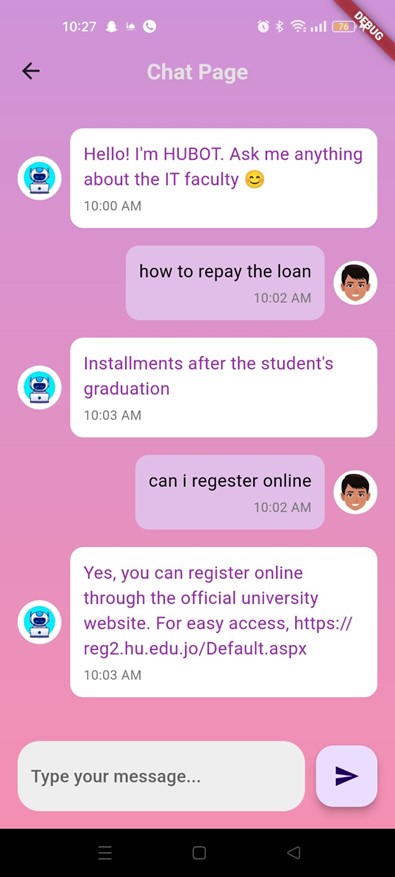 10:27
76
DEBUG
Chat Page
Hello! I'm HUBOT. Ask me anything
about the IT faculty 😊
10:00 AM
how to repay the loan
10:02 AM
Installments after the student's
graduation
10:03 AM
can i regester online
10:02 AM
Yes, you can register online
through the official university
website. For easy access, https://
reg2.hu.edu.jo/Default.aspx
10:03 AM
Type your message...